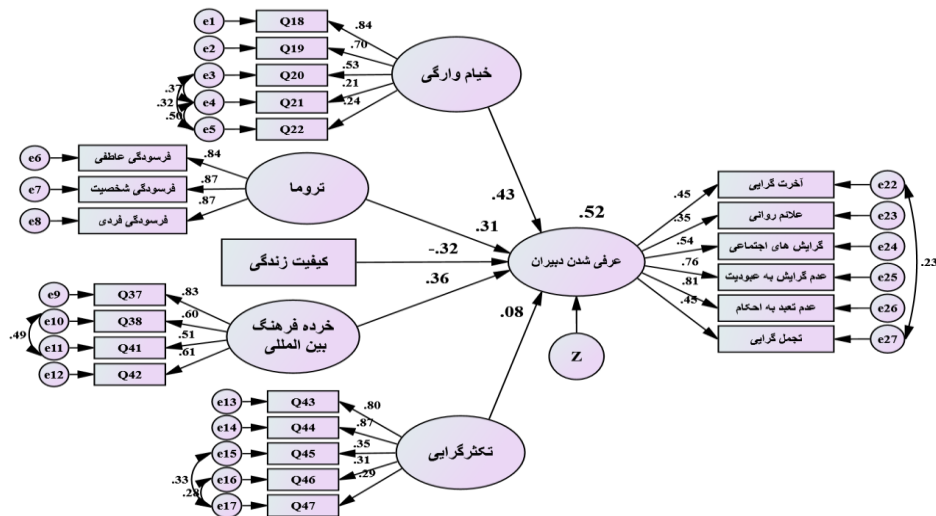 e1
Q18
.84
e2
Q19
.70
e3
Q20
.53
e4
Q21
.21
e5
Q22
.24
.37
.32
.50
خیام وارگی
e6
فرسودگی عاطفی
.84
e7
فرسودگی شخصیت
.87
e8
فرسودگی فردی
.87
تروما
کیفیت زندگی
e9
Q37
.83
e10
Q38
.60
e11
Q41
.51
e12
Q42
.61
.49
خرده فرهنگ
بین المللی
e13
Q43
.80
e14
Q44
.87
e15
Q45
.35
e16
Q46
.31
e17
Q47
.29
.33
.28
تکثرگرایی
.43
.31
-.32
.36
.08
.52
عرفی شدن دبیران
Z
.45
آخرت گرایی
e22
.35
علائم روانی
e23
.54
گرایش های اجتماعی
e24
.76
عدم گرایش به عبودیت
e25
.81
عدم تعبد به احکام
e26
.45
تجمل گرایی
e27
.23